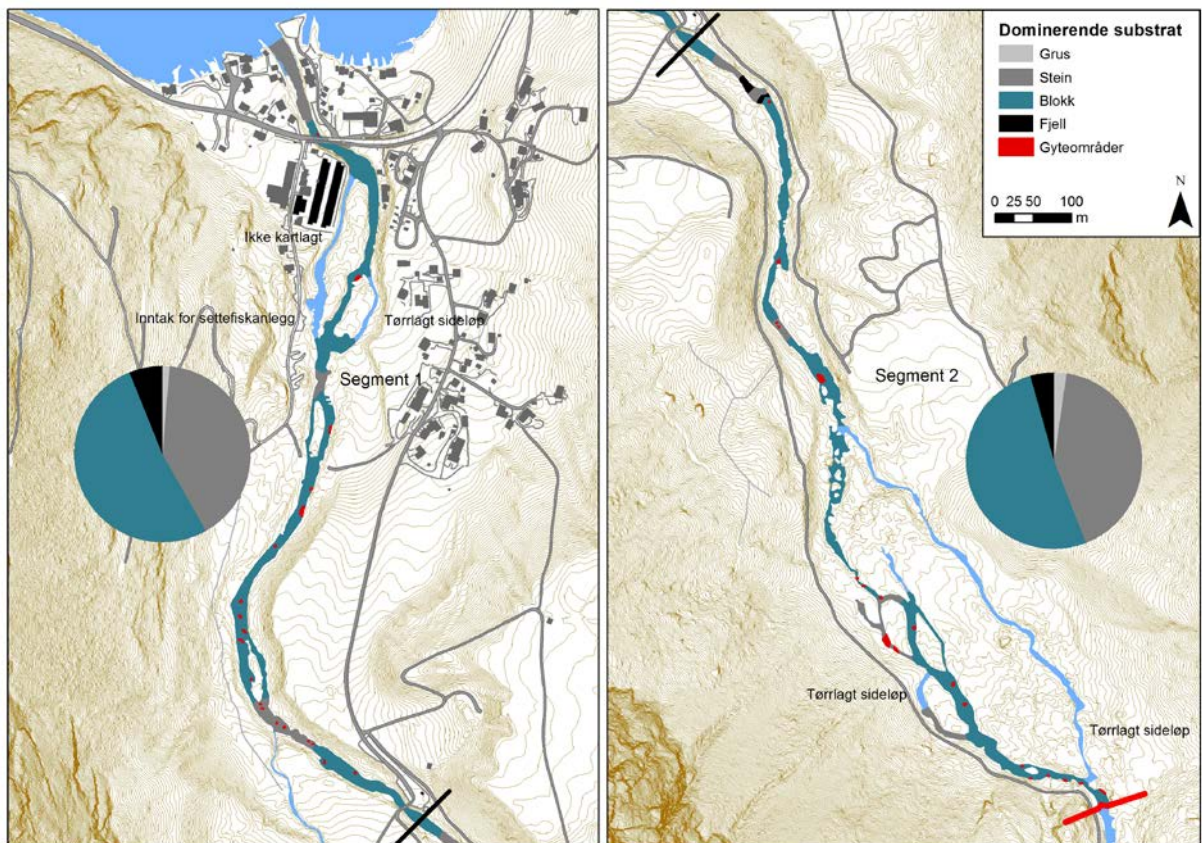 Ikke kartlagt
Inntak for settefiskanlegg
Tørrlagt sideløp
Segment 1
Dominerende substrat
Grus
Stein
Blokk
Fjell
Gyteområder
0 25 50 100
m
N
Segment 2
Tørrlagt sideløp
Tørrlagt sideløp